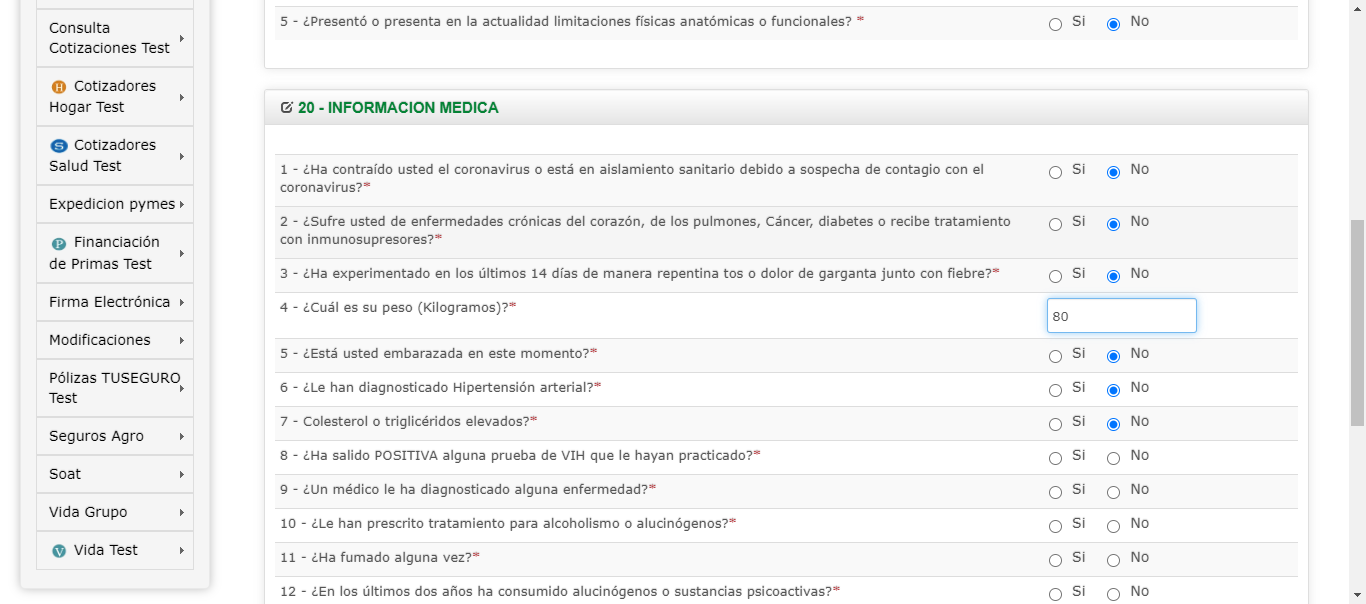 Consulta
Cotizaciones Test
H Cotizadores
Hogar Test
S Cotizadores
Salud Test
Expedicion pymes
P Financiación
de Primas Test
Firma Electrónica
Modificaciones
Pólizas TUSEGURO
Test
Seguros Agro
Soat
Vida Grupo
V Vida Test
5 - ¿Presentó o presenta en la actualidad limitaciones físicas anatómicas o funcionales? * Si No
20 - INFORMACION MEDICA
1 - ¿Ha contraído usted el coronavirus o está en aislamiento sanitario debido a sospecha de contagio con el Si No
coronavirus?*
2 - ¿Sufre usted de enfermedades crónicas del corazón, de los pulmones, Cáncer, diabetes o recibe tratamiento Si No
con inmunosupresores?*
3 - ¿Ha experimentado en los últimos 14 días de manera repentina tos o dolor de garganta junto con fiebre?* Si No
4 - ¿Cuál es su peso (Kilogramos)?* 80
5 - ¿Está usted embarazada en este momento?* Si No
6 - ¿Le han diagnosticado Hipertensión arterial?* Si No
7 - Colesterol o triglicéridos elevados?* Si No
8 - ¿Ha salido POSITIVA alguna prueba de VIH que le hayan practicado?* Si No
9 - ¿Un médico le ha diagnosticado alguna enfermedad?* Si No
10 - ¿Le han prescrito tratamiento para alcoholismo o alucinógenos?* Si No
11 - ¿Ha fumado alguna vez?* Si No
12 - ¿En los últimos dos años ha consumido alucinógenos o sustancias psicoactivas?* Si No